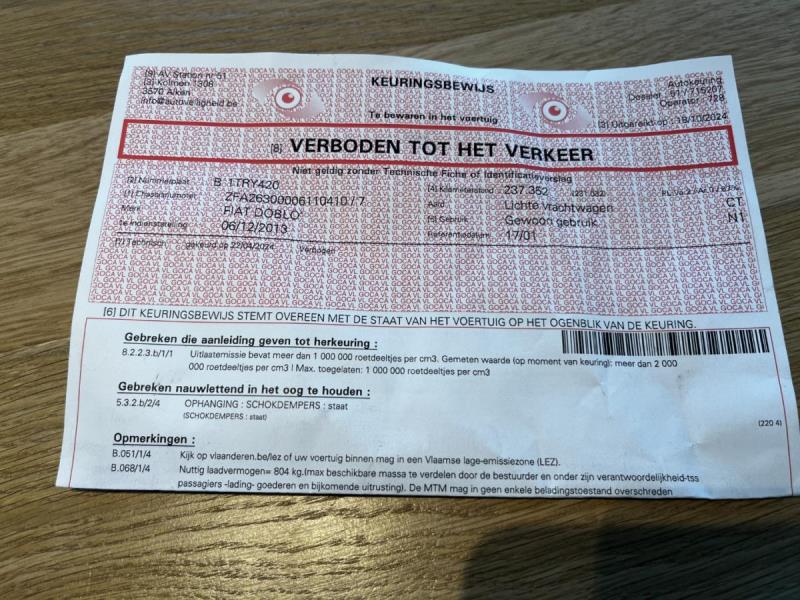 [9] AV Station nr 51
[3] Kolmen 1308
3570 Alken
KEURINGSBEWIJS
Autokeuring
Dossier 51 / 715207
Operator 728
Te bewaren in het voertuig
[3] Uitgereikt op : 18/10/2024
[8] VERBODEN TOT HET VERKEER
Niet geldig zonder Technische Fiche of Identificatieverslag
[2] Nummerplaat B 1TRY420
[4] Kilometerstand 237.352
[1] Chassisnummer ZFA26300006110410 / 7
Aard Lichte vrachtwagen CT
Merk FIAT DOBLO
[5] Gebruik Gewoon gebruik N1
1e indienststelling 06/12/2013
Referentiedatum 17/01
[7] Technisch gekeurd op 22/04/2024 Verbogen
[6] DIT KEURINGSBEWIJS STEMT OVEREEN MET DE STAAT VAN HET VOERTUIG OP HET OGENBLIK VAN DE KEURING.
Gebreken die aanleiding geven tot herkeuring :
8.2.2.3.b/1/1 Uitlaatemissie bevat meer dan 1 000 000 roetdeeltjes per cm3. Gemeten waarde (op moment van keuring): meer dan 2 000
000 roetdeeltjes per cm3 I Max. toegelaten: 1 000 000 roetdeeltjes per cm3
Gebreken nauwlettend in het oog te houden :
5.3.2.b/2/4 OPHANGING : SCHOKDEMPERS : staat
(SCHOKDEMPERS : staat)
(220 4)
Opmerkingen :
B.051/1/4 Kijk op vlaanderen.be/lez of uw voertuig binnen mag in een Vlaamse lage-emissiezone (LEZ).
B.068/1/4 Nuttig laadvermogen= 804 kg.(max beschikbare massa te verdelen door de bestuurder en onder zijn verantwoordelijkheid-tss
passagiers -lading- goederen en bijkomende uitrusting). De MTM mag in geen enkele beladingstoestand overschreden